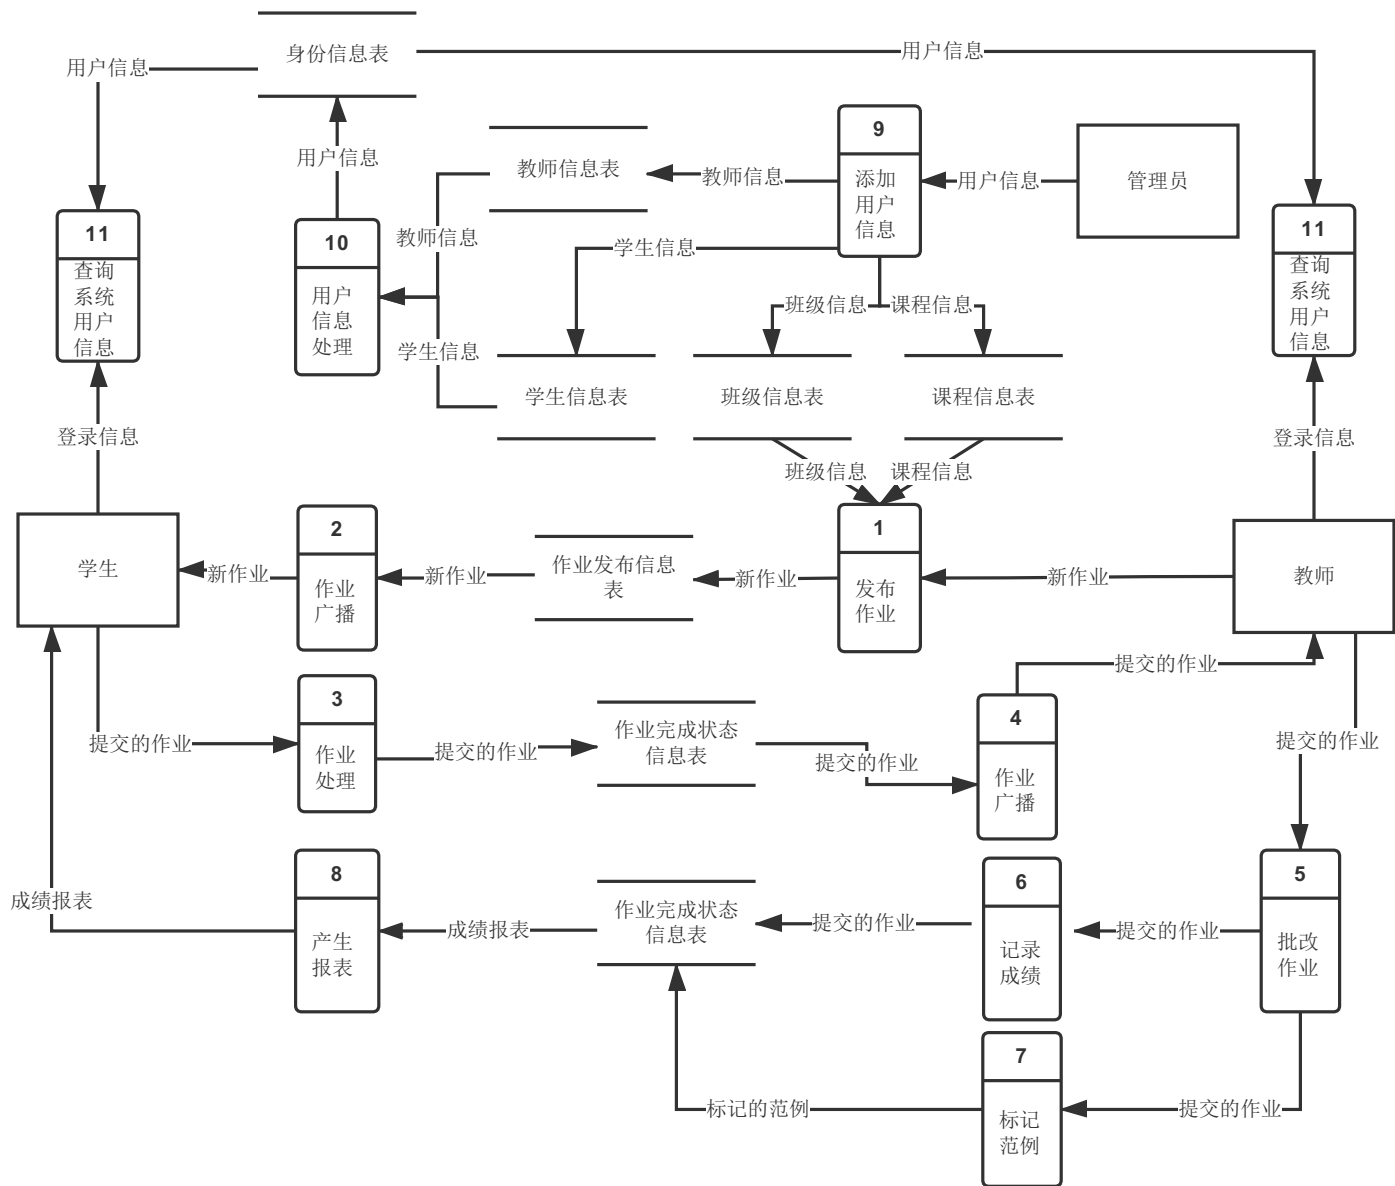 身份信息表
用户信息
用户信息
9
添加
用户
信息
管理员
用户信息
教师信息
教师信息表
用户信息
11
查询
系统
用户
信息
10
用户
信息
处理
教师信息
学生信息
11
查询
系统
用户
信息
班级信息
课程信息
学生信息
学生信息表
班级信息表
课程信息表
登录信息
登录信息
班级信息
课程信息
学生
新作业
2
作业
广播
新作业
作业发布信息
表
新作业
1
发布
作业
新作业
教师
提交的作业
3
作业
处理
提交的作业
提交的作业
作业完成状态
信息表
提交的作业
4
作业
广播
提交的作业
成绩报表
8
产生
报表
成绩报表
作业完成状态
信息表
提交的作业
6
记录
成绩
提交的作业
5
批改
作业
标记的范例
7
标记
范例
提交的作业